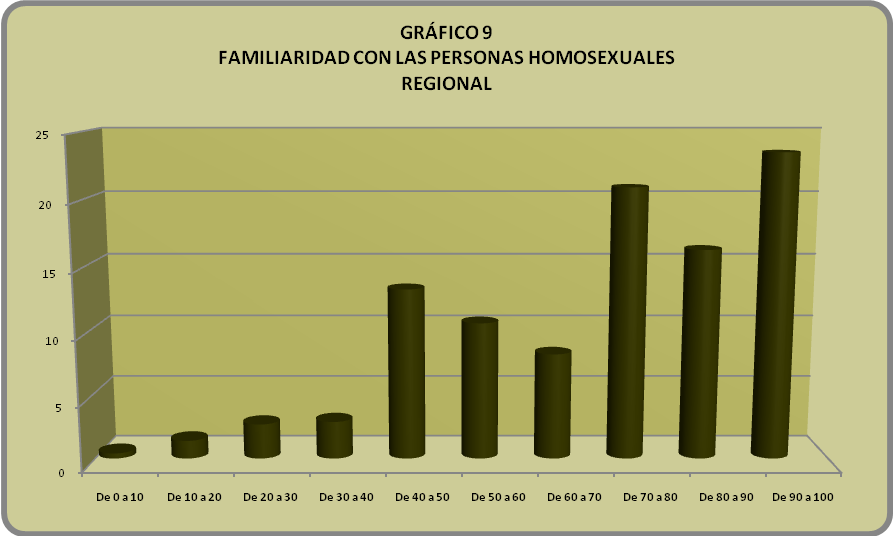 GRÁFICO 9
FAMILIARIDAD CON LAS PERSONAS HOMOSEXUALES
REGIONAL
25
20
15
10
5
0
De 0 a 10 De 10 a 20 De 20 a 30 De 30 a 40 De 40 a 50 De 50 a 60 De 60 a 70 De 70 a 80 De 80 a 90 De 90 a 100